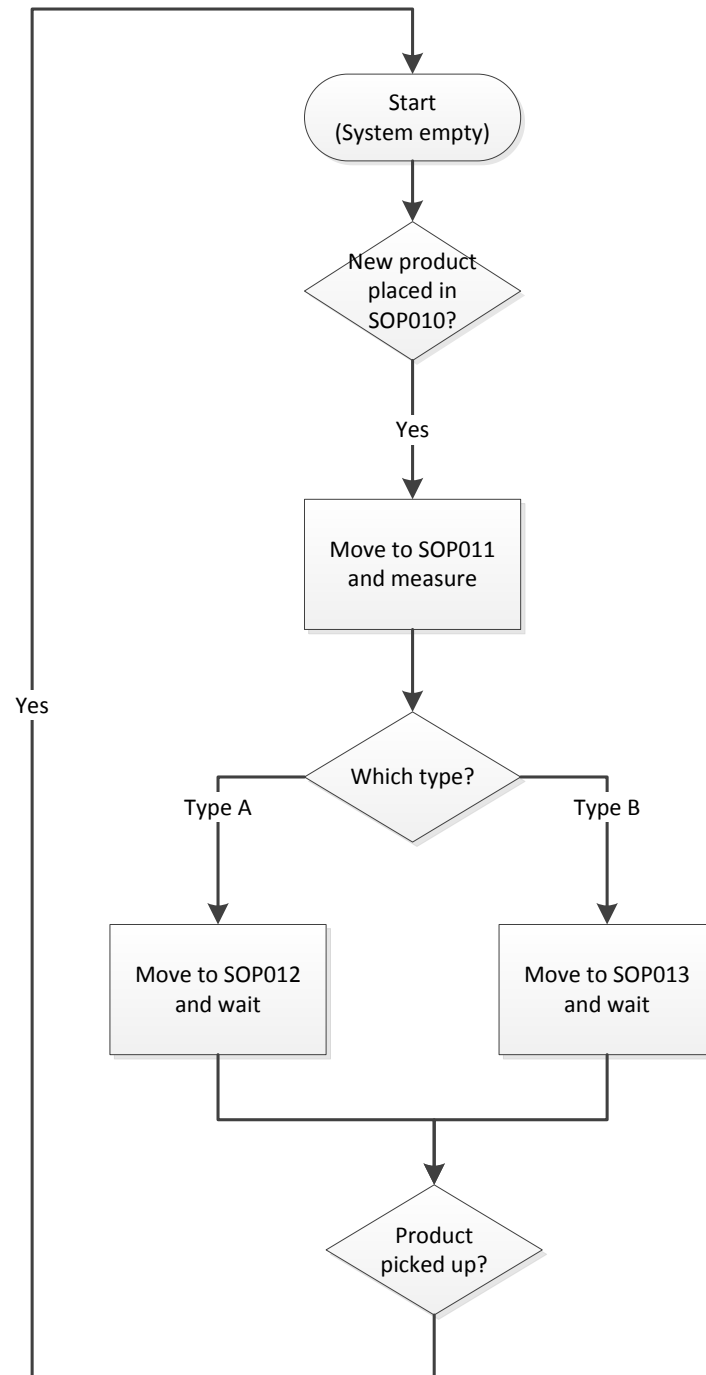 Start
(System empty)
New product
placed in
SOP010?
Yes
Move to SOP011
and measure
Yes
Which type?
Type A
Type B
Move to SOP012
and wait
Move to SOP013
and wait
Product
picked up?